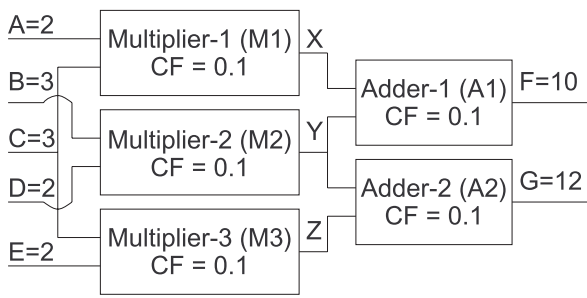 A=2
B=3
C=3
D=2
E=2
Multiplier-1 (M1)
CF = 0.1
Multiplier-2 (M2)
CF = 0.1
Multiplier-3 (M3)
CF = 0.1
X
Y
Z
Adder-1 (A1)
CF = 0.1
Adder-2 (A2)
CF = 0.1
F=10
G=12